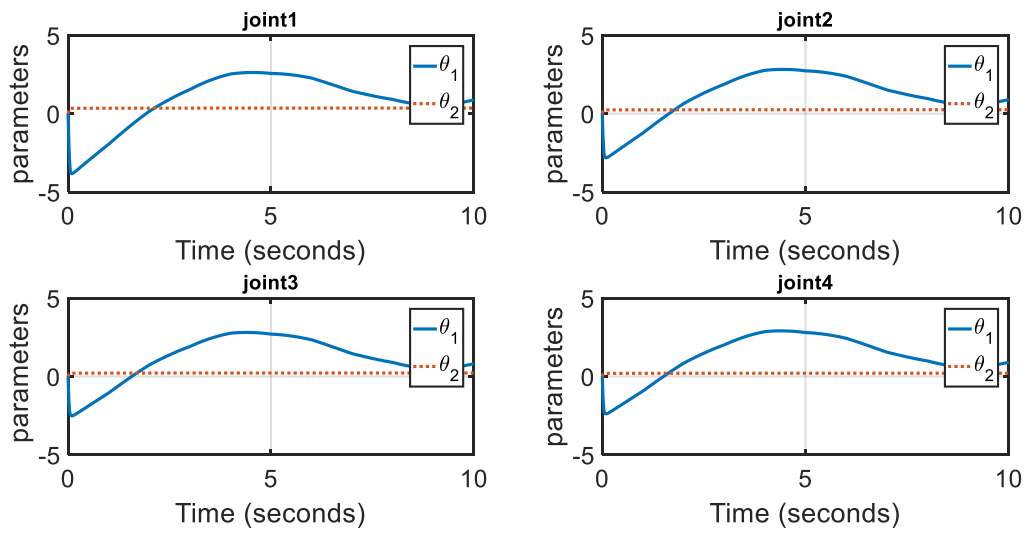 joint1
parameters
5
0
-5
θ1
θ2
0
5
10
Time (seconds)
joint2
parameters
5
0
-5
θ1
θ2
0
5
10
Time (seconds)
joint3
parameters
5
0
-5
θ1
θ2
0
5
10
Time (seconds)
joint4
parameters
5
0
-5
θ1
θ2
0
5
10
Time (seconds)